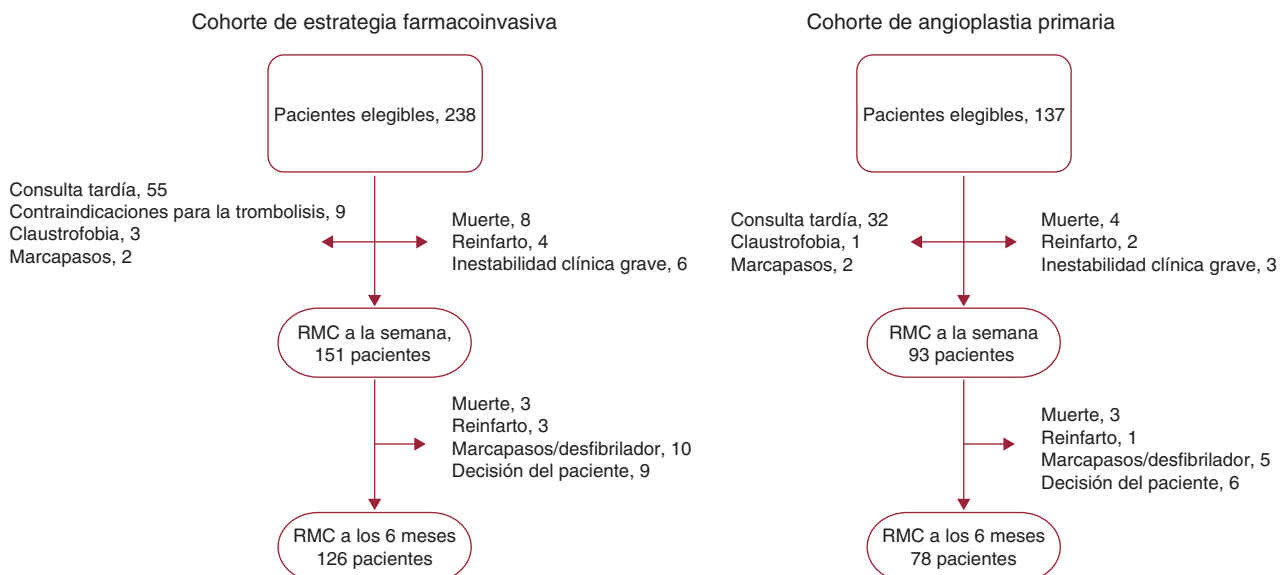 Cohorte de estrategia farmacoinvasiva
Pacientes elegibles, 238
Consulta tardía, 55
Contraindicaciones para la trombolisis, 9
Claustrofobia, 3
Marcapasos, 2
Muerte, 8
Reinfarto, 4
Inestabilidad clínica grave, 6
RMC a la semana,
151 pacientes
Muerte, 3
Reinfarto, 3
Marcapasos/desfibrilador, 10
Decisión del paciente, 9
RMC a los 6 meses
126 pacientes
Cohorte de angioplastia primaria
Pacientes elegibles, 137
Consulta tardía, 32
Claustrofobia, 1
Marcapasos, 2
Muerte, 4
Reinfarto, 2
Inestabilidad clínica grave, 3
RMC a la semana
93 pacientes
Muerte, 3
Reinfarto, 1
Marcapasos/desfibrilador, 5
Decisión del paciente, 6
RMC a los 6 meses
78 pacientes